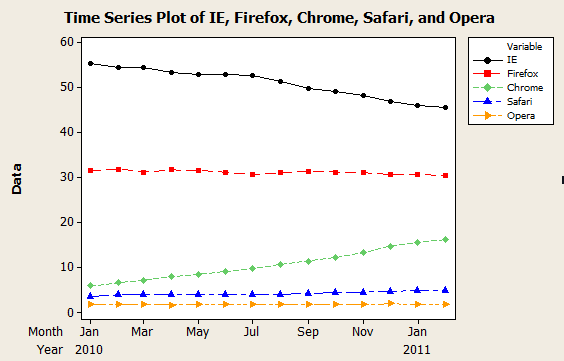 Time Series Plot of IE, Firefox, Chrome, Safari, and Opera
Variable
IE
Firefox
Chrome
Safari
Opera
Data
60
50
40
30
20
10
0
Month Jan Mar May Jul Sep Nov Jan
Year 2010 2011